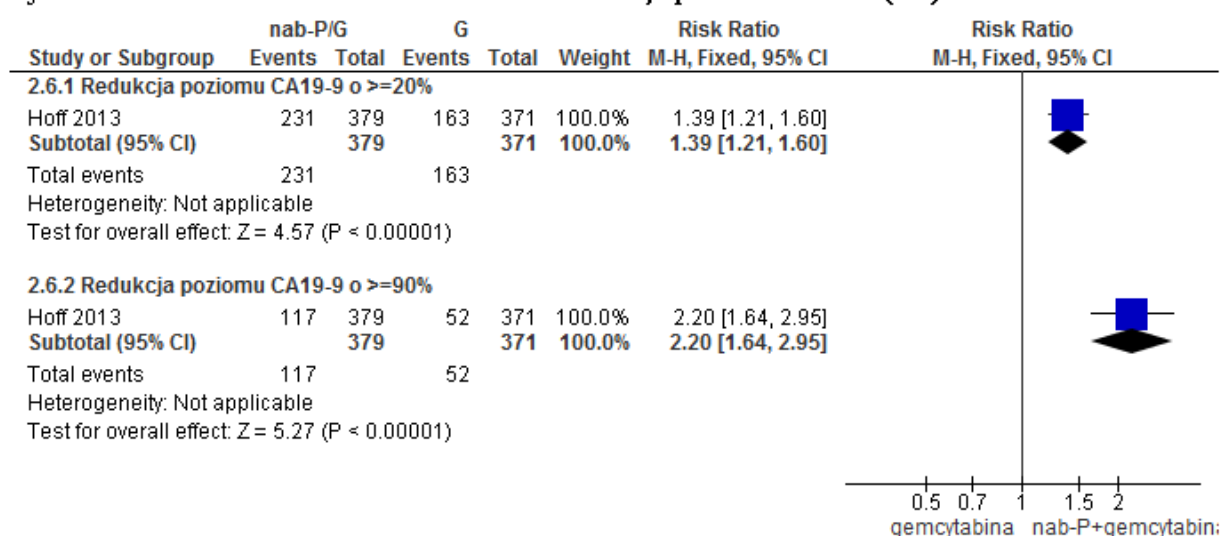 nab-P/G G Risk Ratio Risk Ratio
Study or Subgroup Events Total Events Total Weight M-H, Fixed, 95% CI M-H, Fixed, 95% CI
2.6.1 Redukcja poziomu CA19-9 o >=20%
Hoff 2013 231 379 163 371 100.0% 1.39 [1.21, 1.60]
Subtotal (95% CI) 379 371 100.0% 1.39 [1.21, 1.60]
Total events 231 163
Heterogeneity: Not applicable
Test for overall effect: Z = 4.57 (P < 0.00001)
2.6.2 Redukcja poziomu CA19-9 o >=90%
Hoff 2013 117 379 52 371 100.0% 2.20 [1.64, 2.95]
Subtotal (95% CI) 379 371 100.0% 2.20 [1.64, 2.95]
Total events 117 52
Heterogeneity: Not applicable
Test for overall effect: Z = 5.27 (P < 0.00001)
0.5 0.7 1 1.5 2
gemcytabina nab-P+gemcytabin